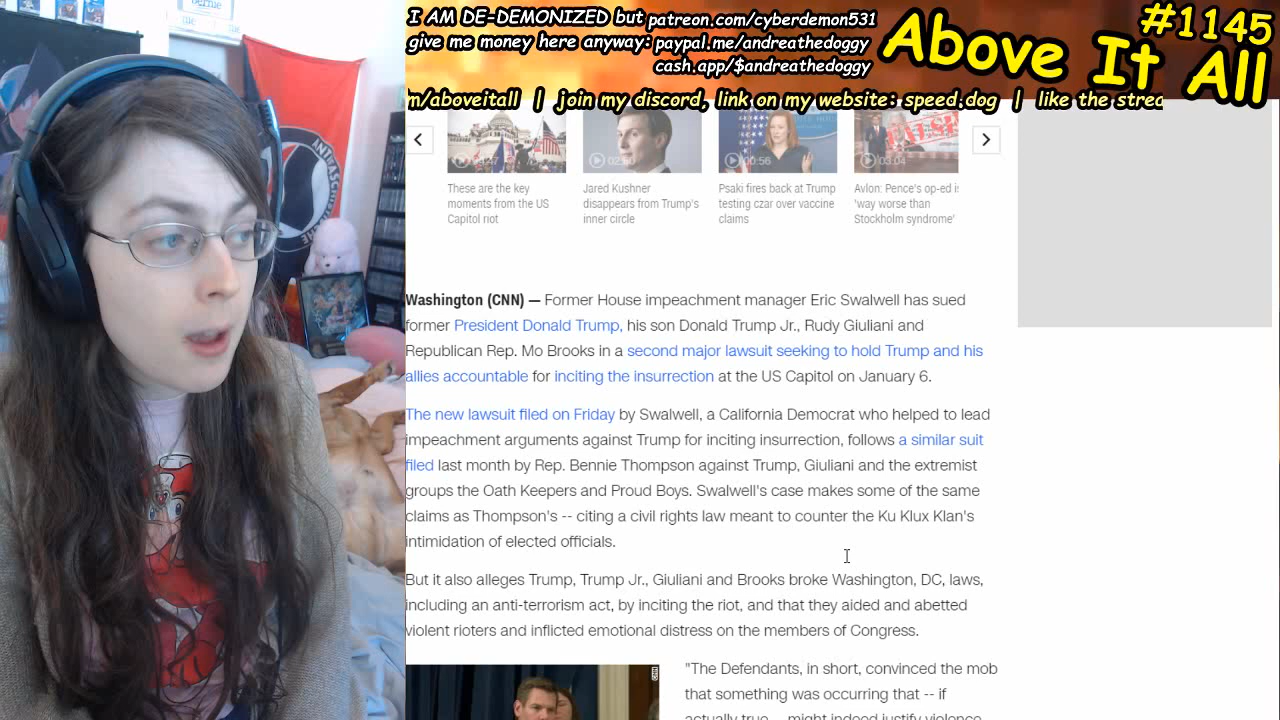 I AM DE-DEMONIZED but patreon.com/cyberdemon531
give me money here anyway: paypal.me/andreathedoggy
cash.app/$andreathedoggy
Above It All
#1145
m/aboveitall | join my discord, link on my website: speed.dog | like the strea
bernie
ANTIFASCHISTISCHE
02:
00:56
03:04
FALSE
These are the key
moments from the US
Capitol riot
Jared Kushner
disappears from Trump's
inner circle
Psaki fires back at Trump
testing czar over vaccine
claims
Avlon: Pence's op-ed is
'way worse than
Stockholm syndrome'
Washington (CNN) — Former House impeachment manager Eric Swalwell has sued
former President Donald Trump, his son Donald Trump Jr., Rudy Giuliani and
Republican Rep. Mo Brooks in a second major lawsuit seeking to hold Trump and his
allies accountable for inciting the insurrection at the US Capitol on January 6.
The new lawsuit filed on Friday by Swalwell, a California Democrat who helped to lead
impeachment arguments against Trump for inciting insurrection, follows a similar suit
filed last month by Rep. Bennie Thompson against Trump, Giuliani and the extremist
groups the Oath Keepers and Proud Boys. Swalwell's case makes some of the same
claims as Thompson's -- citing a civil rights law meant to counter the Ku Klux Klan's
intimidation of elected officials.
But it also alleges Trump, Trump Jr., Giuliani and Brooks broke Washington, DC, laws,
including an anti-terrorism act, by inciting the riot, and that they aided and abetted
violent rioters and inflicted emotional distress on the members of Congress.
CNN
"The Defendants, in short, convinced the mob
that something was occurring that -- if
actually true -- might indeed justify violence